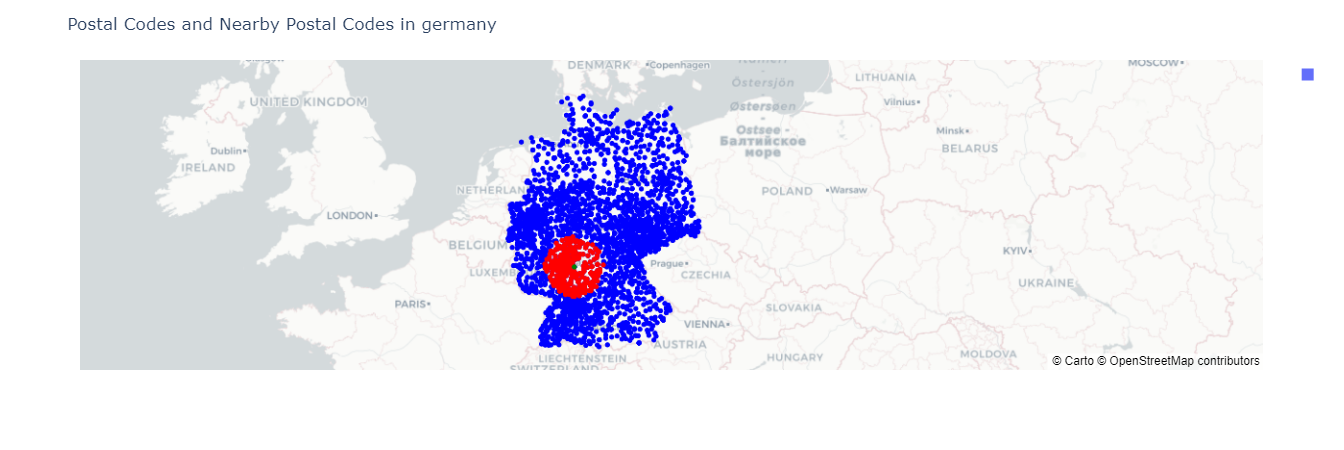 Postal Codes and Nearby Postal Codes in germany
DENMARK
Copenhagen
MOSCOW
Östersjön
LITHUANIA
UNITED KINGDOM
Østersøen
Vilnius
Ostsee -
Балтийское
море
Minsk
BELARUS
Dublin
IRELAND
NETHERLAN
POLAND
Warsaw
LONDON
BELGIUM
KYIV
Prague
LUXEMB
CZECHIA
UKRAINE
PARIS
SLOVAKIA
VIENNA
AUSTRIA
LIECHTENSTEIN
HUNGARY
MOLDOVA
SWITZERLAND
© Carto © OpenStreetMap contributors